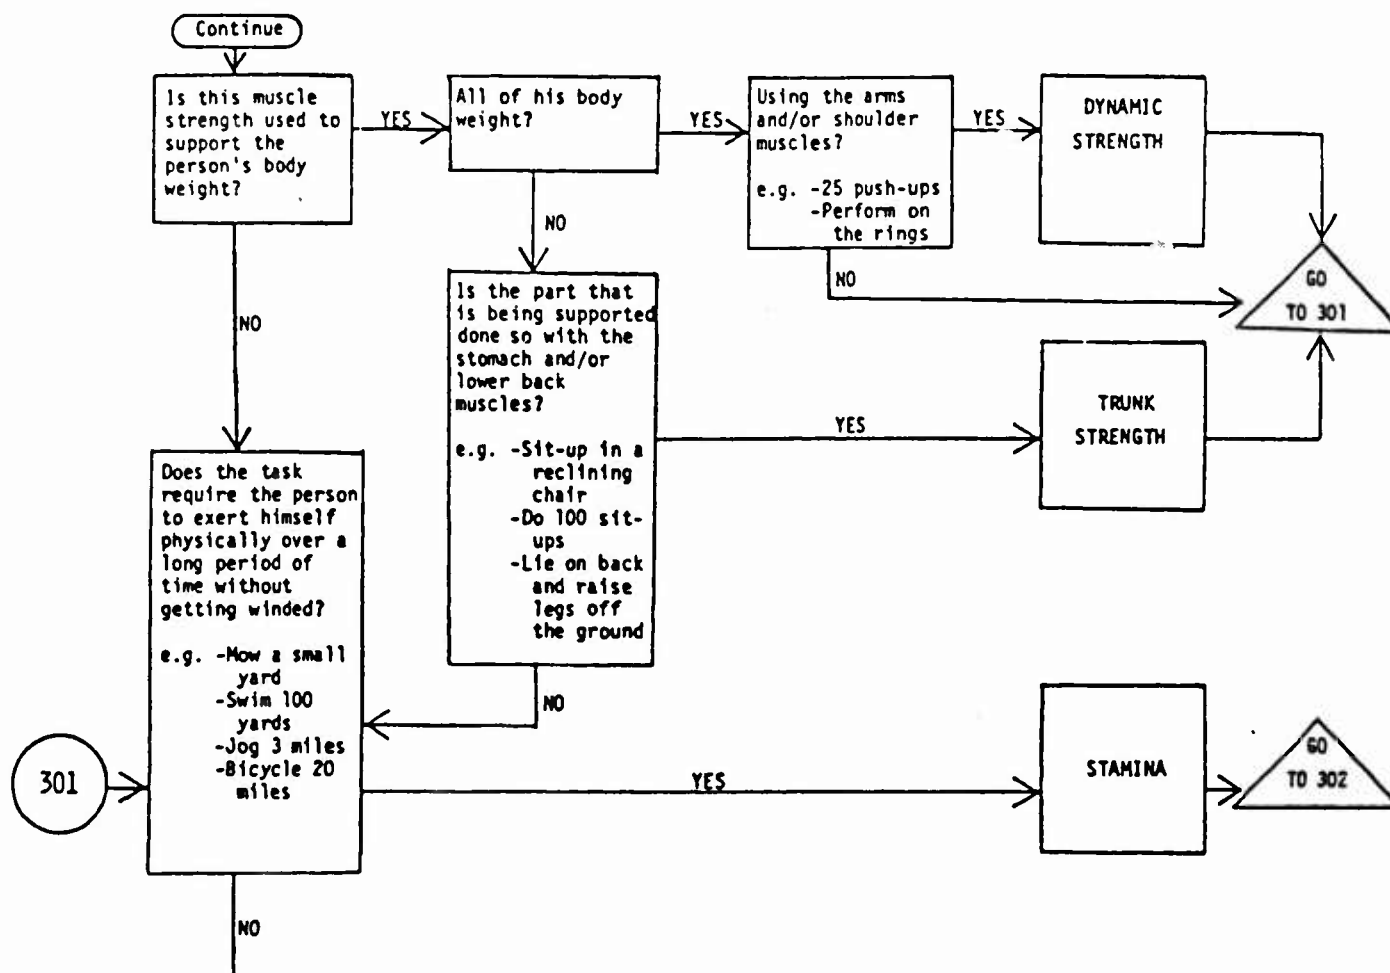 Continue
Is this muscle
strength used to
support the
person's body
weight?
YES
All of his body
weight?
YES
Using the arms
and/or shoulder
muscles?
e.g. -25 push-ups
-Perform on
the rings
YES
DYNAMIC
STRENGTH
NO
NO
GO
TO 301
NO
Is the part that
is being supported
done so with the
stomach and/or
lower back
muscles?
e.g. -Sit-up in a
reclining
chair
-Do 100 sit-
ups
-Lie on back
and raise
legs off
the ground
YES
TRUNK
STRENGTH
NO
Does the task
require the person
to exert himself
physically over a
long period of
time without
getting winded?
e.g. -Mow a small
yard
-Swim 100
yards
-Jog 3 miles
-Bicycle 20
miles
301
YES
STAMINA
GO
TO 302
NO